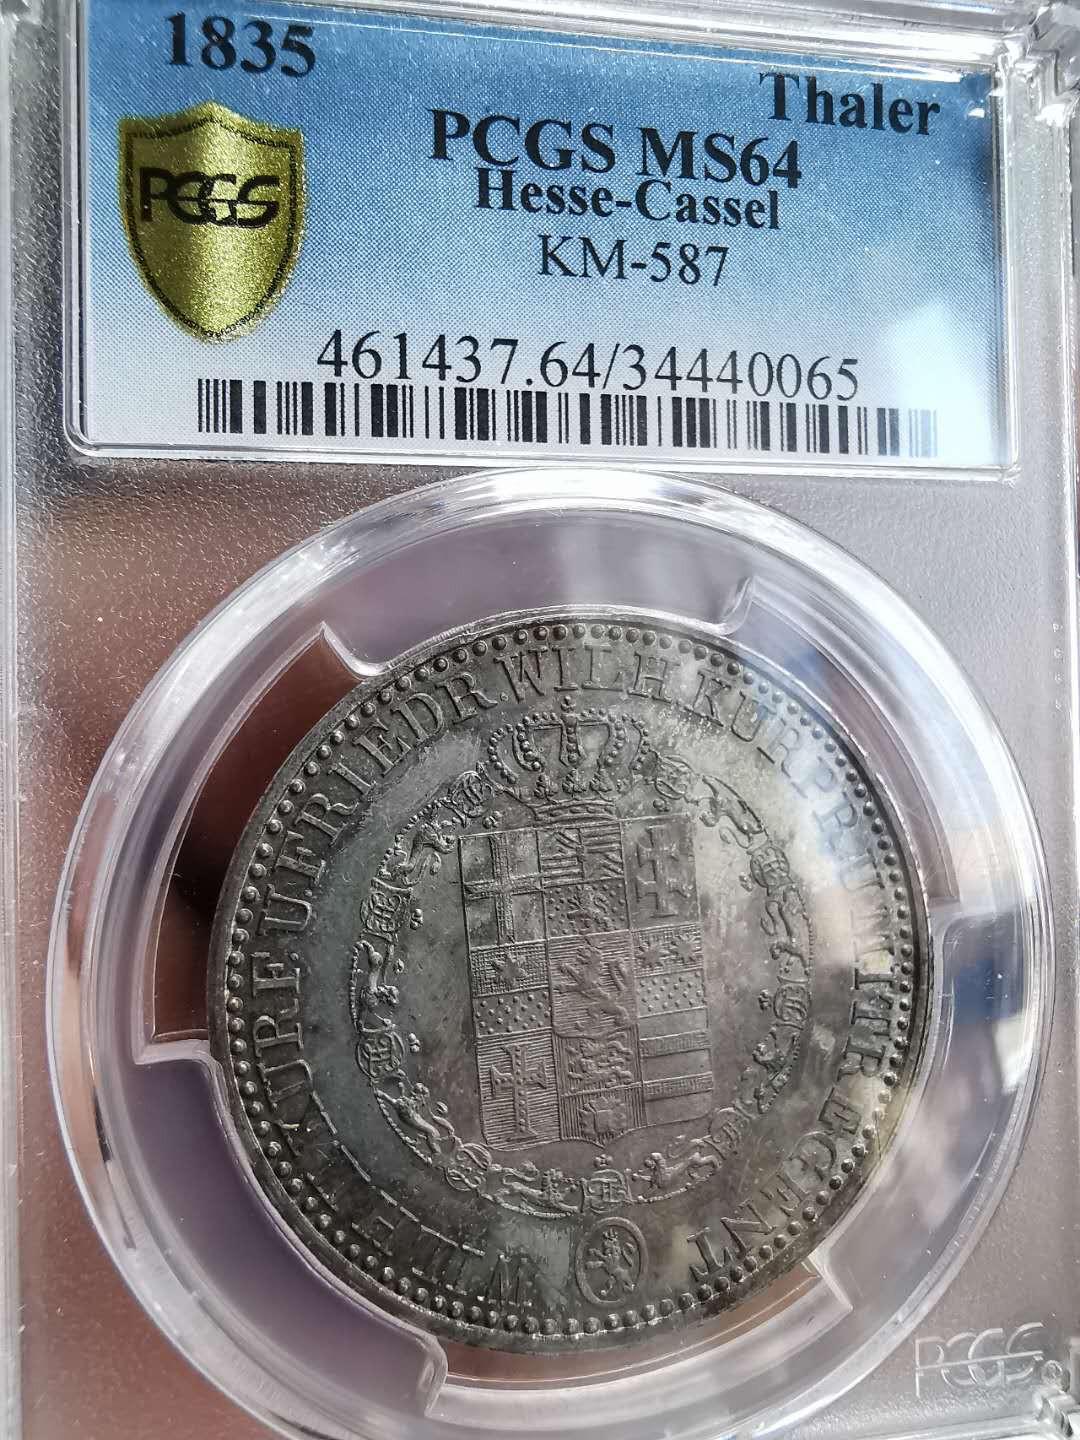 1835
Thaler
PCGS
PCGS MS64
Hesse-Cassel
KM-587
461437.64/34440065
WILH.II.KURF.U.FRIEDR.WILH.KURPR.U.MITREGENT
PCGS